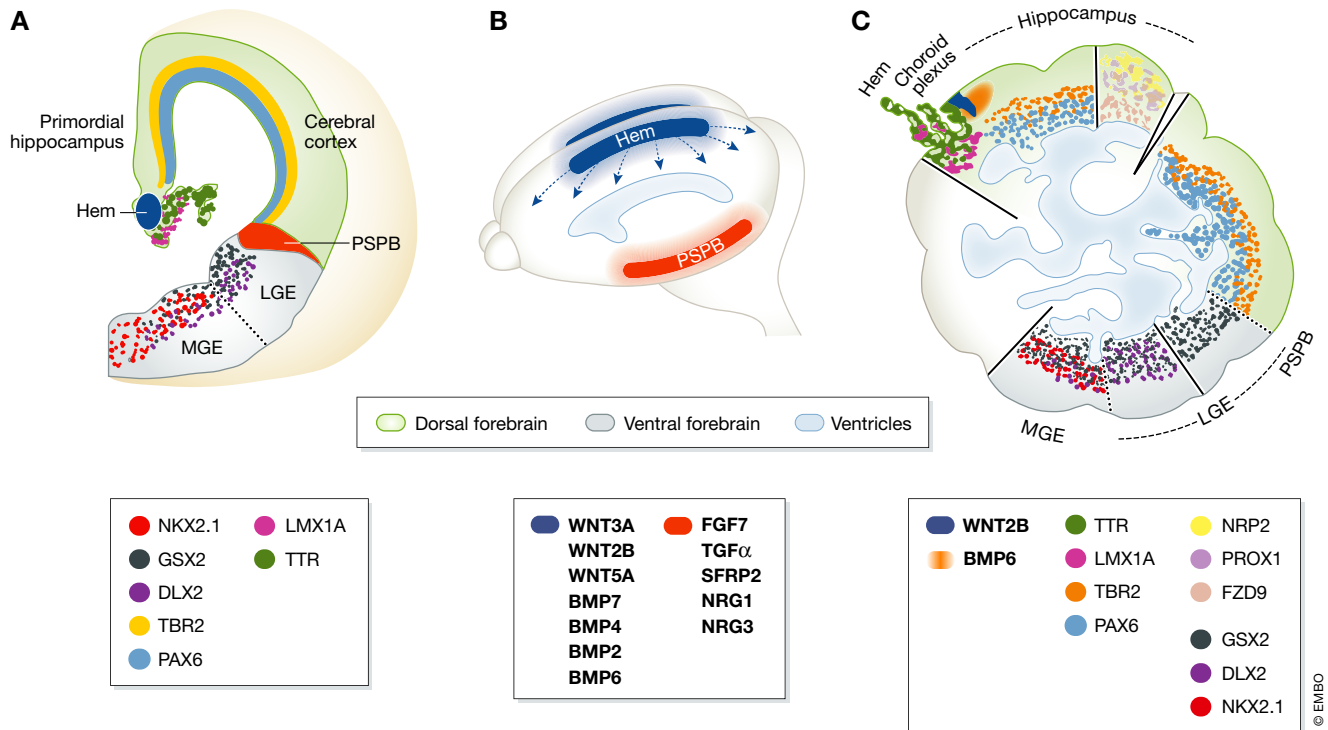 A
Primordial
hippocampus
Cerebral
cortex
Hem
PSPB
LGE
MGE
B
Hem
PSPB
C
Hippocampus
Hem
Choroid
plexus
PSPB
LGE
MGE
Dorsal forebrain
Ventral forebrain
Ventricles
NKX2.1
GSX2
DLX2
TBR2
PAX6
LMX1A
TTR
WNT3A
WNT2B
WNT5A
BMP7
BMP4
BMP2
BMP6
FGF7
TGFα
SFRP2
NRG1
NRG3
WNT2B
BMP6
TTR
LMX1A
TBR2
PAX6
NRP2
PROX1
FZD9
GSX2
DLX2
NKX2.1
© EMBO